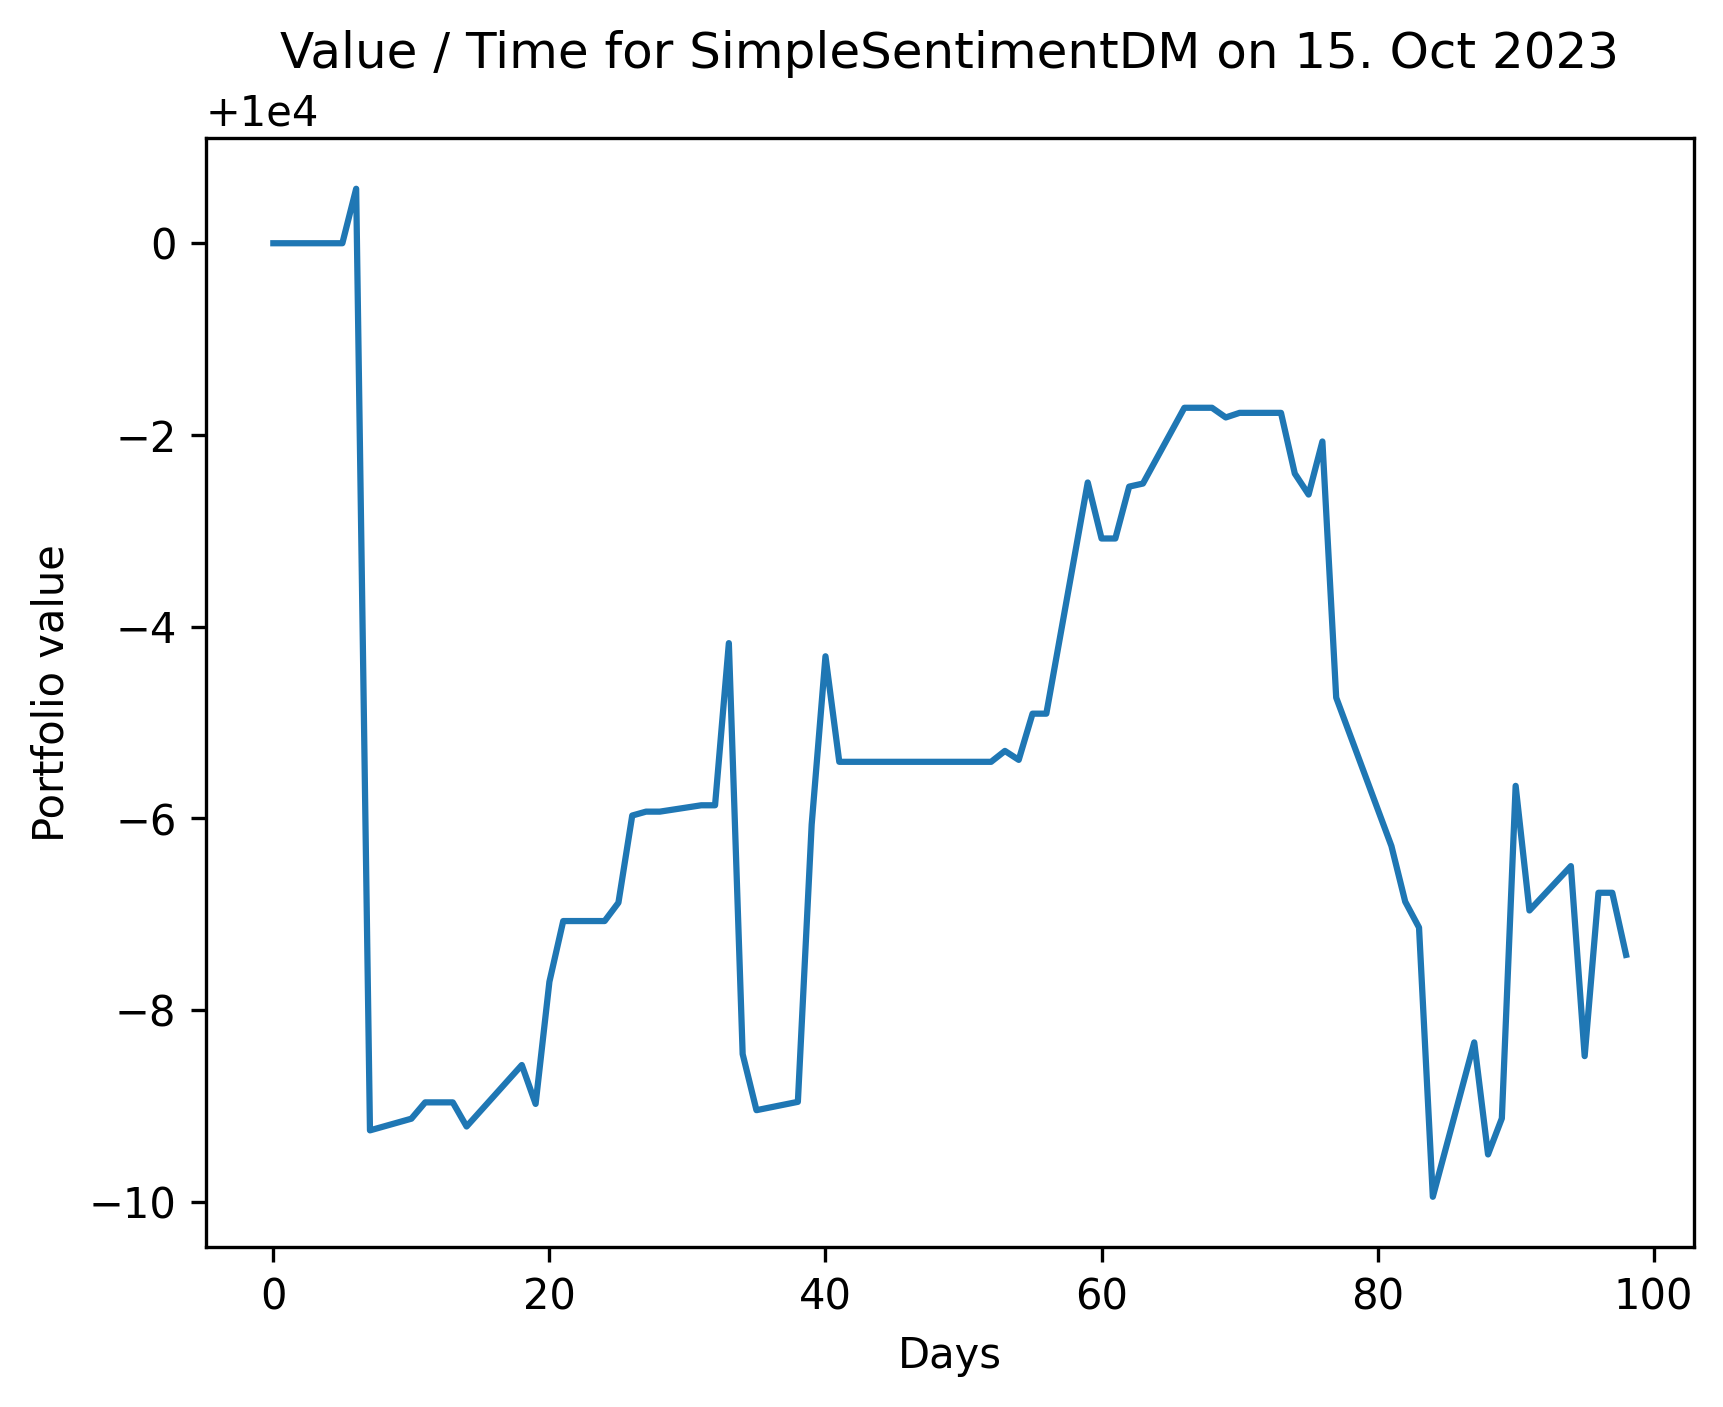 Value / Time for SimpleSentimentDM on 15. Oct 2023
+1e4
0
−2
−4
−6
−8
−10
Portfolio value
0 20 40 60 80 100
Days